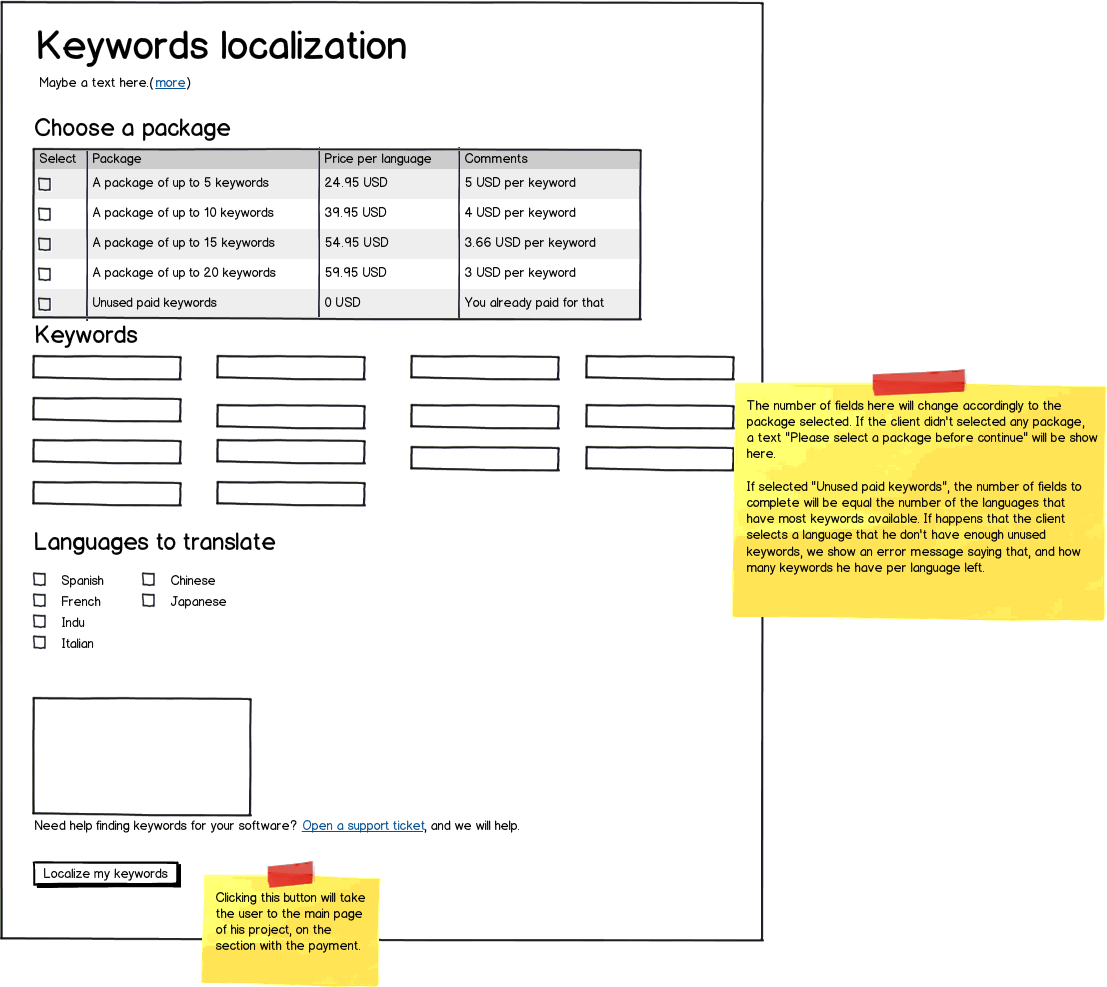 Keywords localization
Maybe a text here.(more)
Choose a package
Select Package Price per language Comments
A package of up to 5 keywords 24.95 USD 5 USD per keyword
A package of up to 10 keywords 39.95 USD 4 USD per keyword
A package of up to 15 keywords 54.95 USD 3.66 USD per keyword
A package of up to 20 keywords 59.95 USD 3 USD per keyword
Unused paid keywords 0 USD You already paid for that
Keywords
The number of fields here will change accordingly to the
package selected. If the client didn't selected any package,
a text "Please select a package before continue" will be show
here.
If selected "Unused paid keywords", the number of fields to
complete will be equal the number of the languages that
have most keywords available. If happens that the client
selects a language that he don't have enough unused
keywords, we show an error message saying that, and how
many keywords he have per language left.
Languages to translate
Spanish Chinese
French Japanese
Indu
Italian
Need help finding keywords for your software? Open a support ticket, and we will help.
Localize my keywords
Clicking this button will take
the user to the main page
of his project, on the
section with the payment.